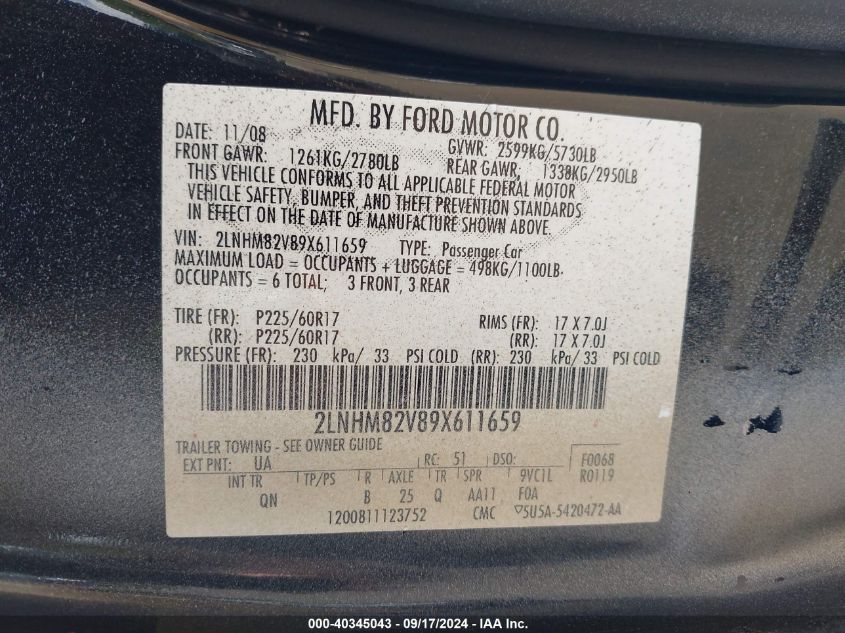 MFD. BY FORD MOTOR CO.
DATE: 11/08 GVWR: 2599KG/5730LB
FRONT GAWR: 1261KG/2780LB REAR GAWR: 1338KG/2950LB
THIS VEHICLE CONFORMS TO ALL APPLICABLE FEDERAL MOTOR
VEHICLE SAFETY, BUMPER, AND THEFT PREVENTION STANDARDS
IN EFFECT ON THE DATE OF MANUFACTURE SHOWN ABOVE.
VIN: 2LNHM82V89X611659 TYPE: Passenger Car
MAXIMUM LOAD = OCCUPANTS + LUGGAGE = 498KG/1100LB
OCCUPANTS = 6 TOTAL; 3 FRONT, 3 REAR
TIRE (FR): P225/60R17 RIMS (FR): 17 X 7.0J
(RR): P225/60R17 (RR): 17 X 7.0J
PRESSURE (FR): 230 kPa/ 33 PSI COLD (RR): 230 kPa/ 33 PSI COLD
2LNHM82V89X611659
TRAILER TOWING - SEE OWNER GUIDE
EXT PNT: UA RC: 51 DSO: F0068
INT TR TP/PS R AXLE TR SPR 9VC1L R0119
QN B 25 Q AA11 F0A
1200811123752 CMC ▽5U5A-5420472-AA
000-40345043 - 09/17/2024 - IAAI.COM